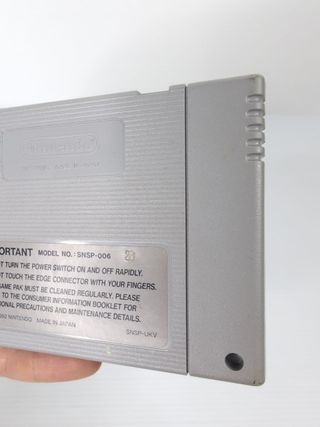 Nintendo
ORTANT MODEL NO.: SNSP-006
T TURN THE POWER SWITCH ON AND OFF RAPIDLY.
T TOUCH THE EDGE CONNECTOR WITH YOUR FINGERS.
GAME PAK MUST BE CLEANED REGULARLY. PLEASE
TO THE CONSUMER INFORMATION BOOKLET FOR
IONAL PRECAUTIONS AND MAINTENANCE DETAILS.
992 NINTENDO MADE IN JAPAN
SNSP-UKV